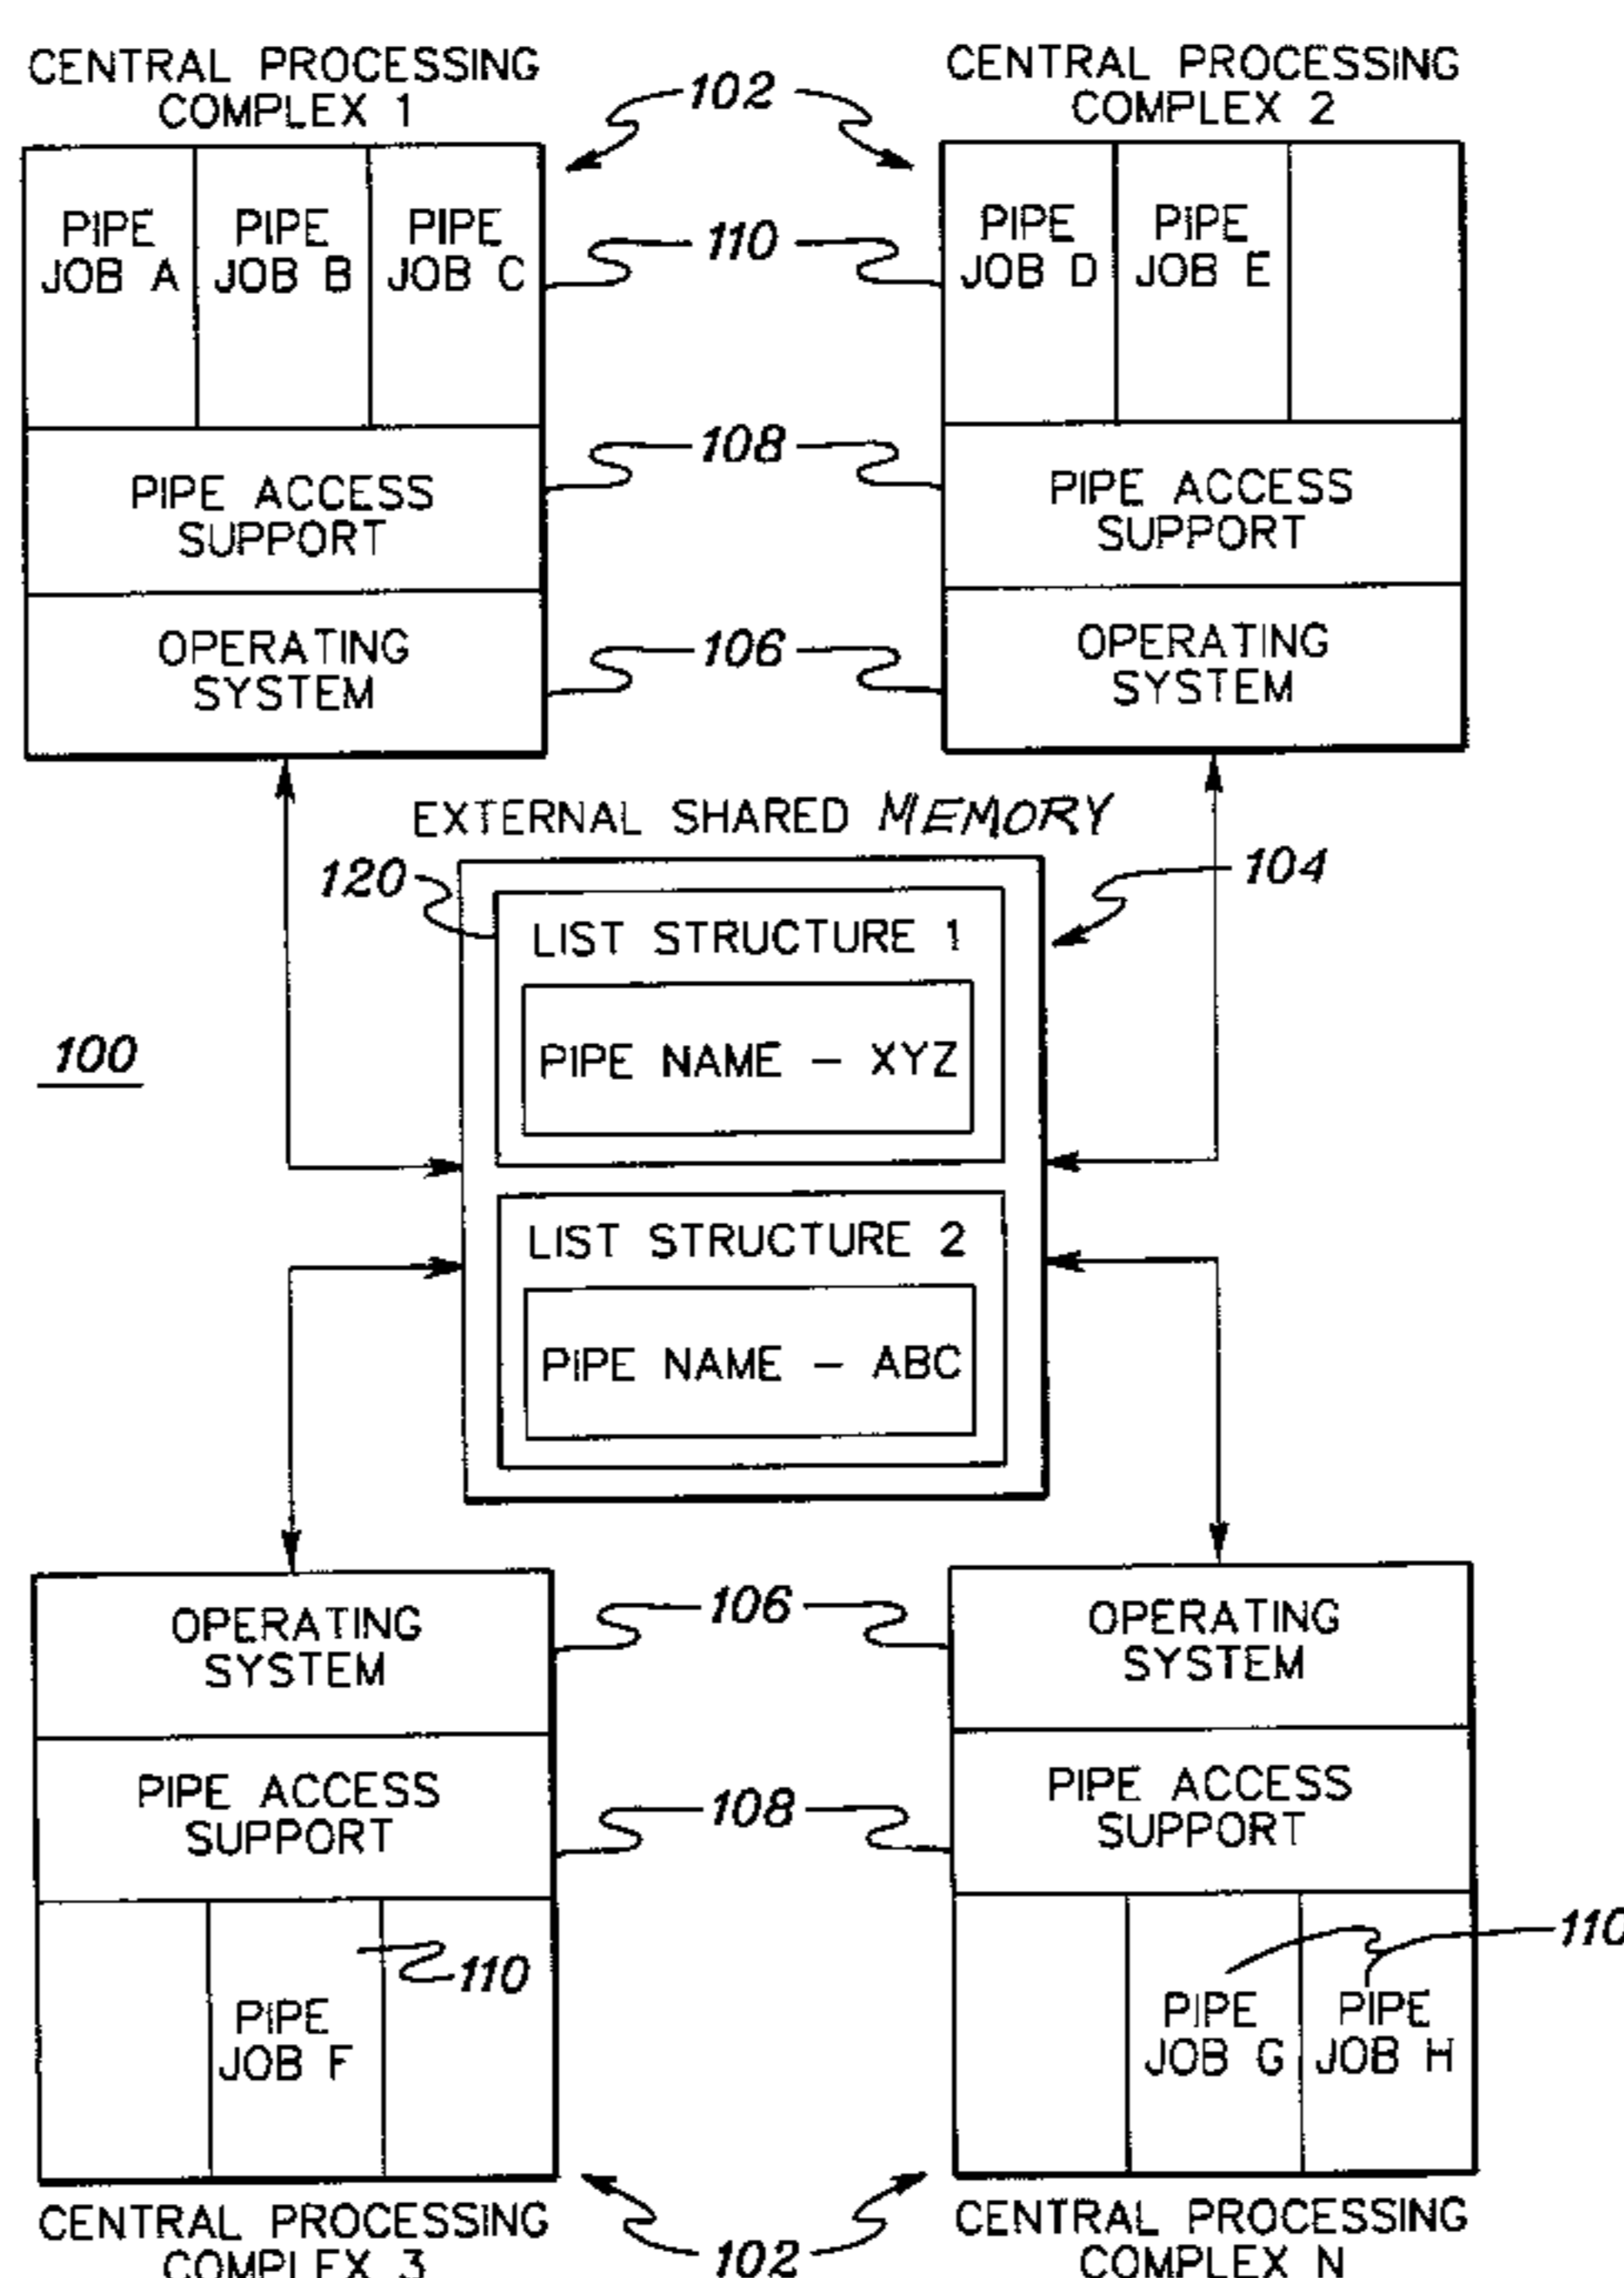 CENTRAL PROCESSING
COMPLEX 1
CENTRAL PROCESSING
COMPLEX 2
102
PIPE
JOB A
PIPE
JOB B
PIPE
JOB C
110
PIPE
JOB D
PIPE
JOB E
108
PIPE ACCESS
SUPPORT
PIPE ACCESS
SUPPORT
106
OPERATING
SYSTEM
OPERATING
SYSTEM
EXTERNAL SHARED MEMORY
120
104
LIST STRUCTURE 1
PIPE NAME – XYZ
100
LIST STRUCTURE 2
PIPE NAME – ABC
OPERATING
SYSTEM
106
OPERATING
SYSTEM
PIPE ACCESS
SUPPORT
108
PIPE ACCESS
SUPPORT
110
110
PIPE
JOB F
PIPE
JOB G
PIPE
JOB H
CENTRAL PROCESSING
COMPLEX 3
102
CENTRAL PROCESSING
COMPLEX N